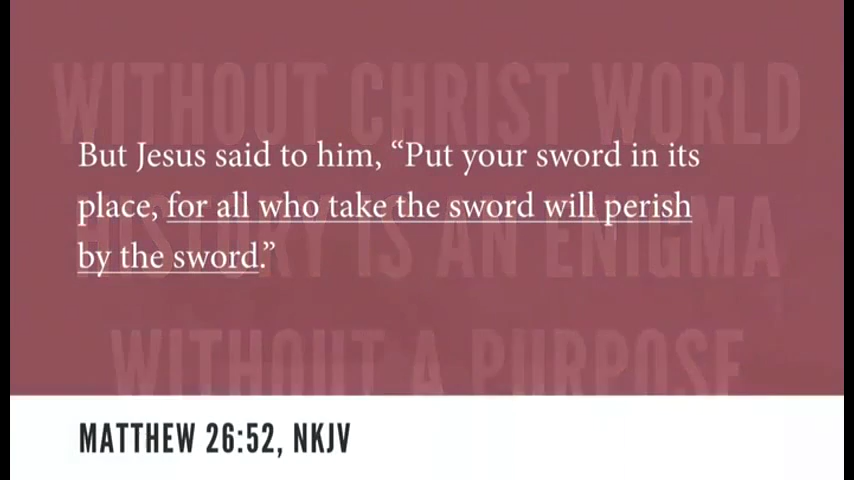 WITHOUT CHRIST WORLD
But Jesus said to him, “Put your sword in its
place, for all who take the sword will perish
HISTORY IS AN ENIGMA
by the sword.”
WITHOUT A PURPOSE
MATTHEW 26:52, NKJV